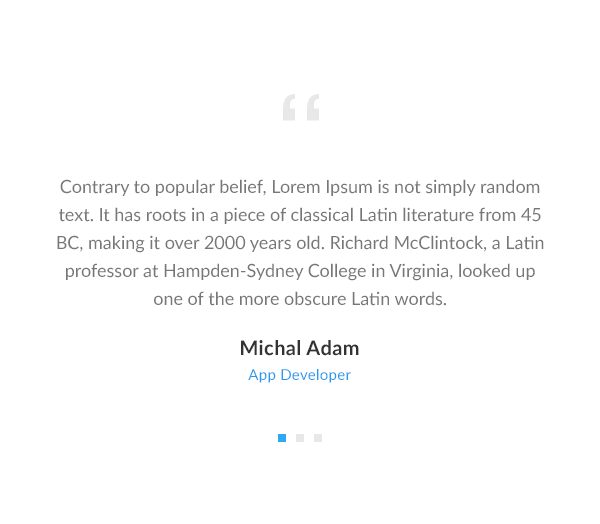 “
Contrary to popular belief, Lorem Ipsum is not simply random
text. It has roots in a piece of classical Latin literature from 45
BC, making it over 2000 years old. Richard McClintock, a Latin
professor at Hampden-Sydney College in Virginia, looked up
one of the more obscure Latin words.
Michal Adam
App Developer